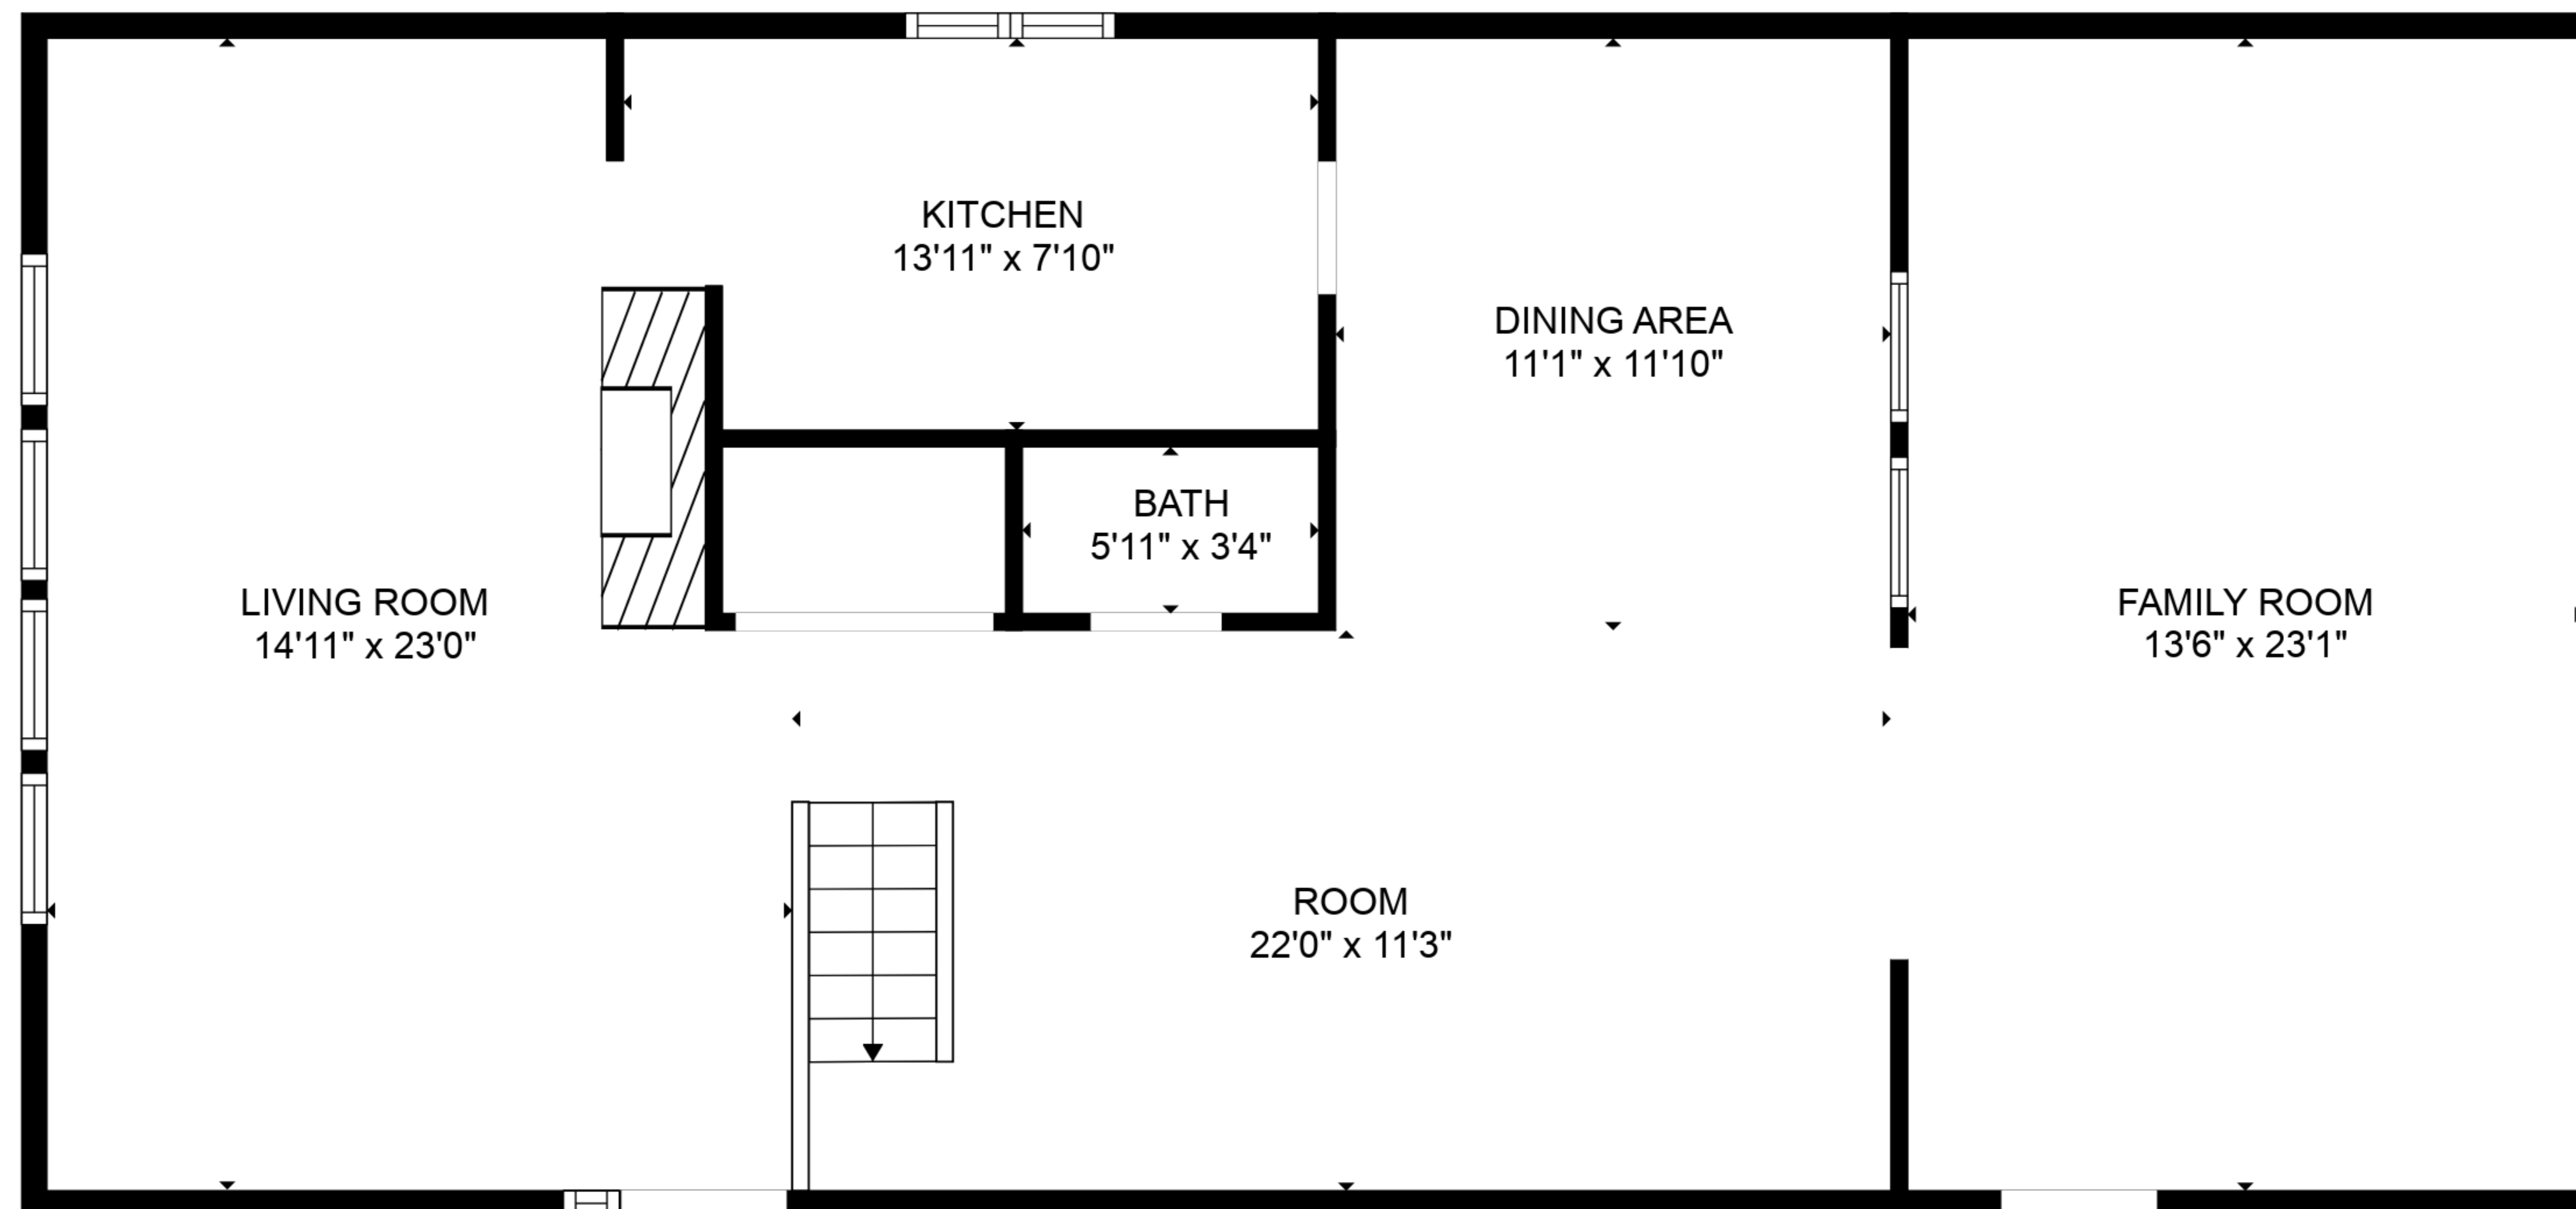 KITCHEN
13'11" x 7'10"
DINING AREA
11'1" x 11'10"
BATH
5'11" x 3'4"
LIVING ROOM
14'11" x 23'0"
FAMILY ROOM
13'6" x 23'1"
ROOM
22'0" x 11'3"